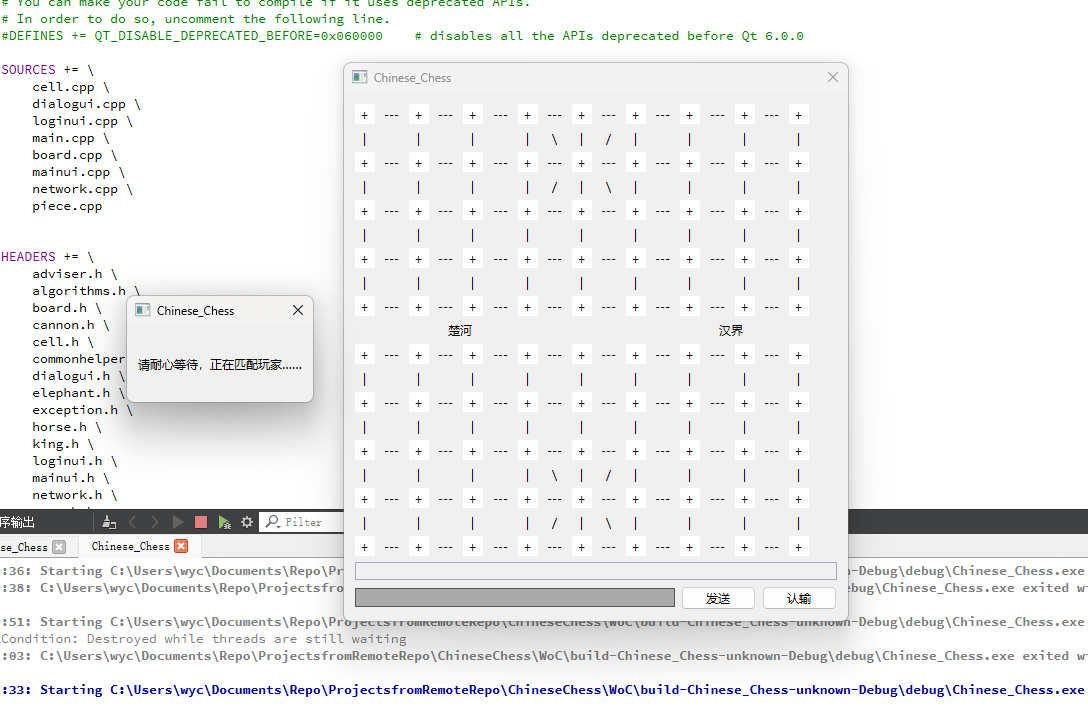 # You can make your code fail to compile if it uses deprecated APIs.
# In order to do so, uncomment the following line.
#DEFINES += QT_DISABLE_DEPRECATED_BEFORE=0x060000    # disables all the APIs deprecated before Qt 6.0.0
SOURCES += \
cell.cpp \
dialogui.cpp \
loginui.cpp \
main.cpp \
board.cpp \
mainui.cpp \
network.cpp \
piece.cpp
HEADERS += \
adviser.h \
algorithms.h \
board.h \
cannon.h \
cell.h \
commonhelper
dialogui.h \
elephant.h \
exception.h \
horse.h \
king.h \
loginui.h \
mainui.h \
network.h \
Chinese_Chess
请耐心等待，正在匹配玩家......
Chinese_Chess
+ --- + --- + --- + --- + --- + --- + --- + --- +
| | | | \ | / | | | |
+ --- + --- + --- + --- + --- + --- + --- + --- +
| | | | / | \ | | | |
+ --- + --- + --- + --- + --- + --- + --- + --- +
| | | | | | | | |
+ --- + --- + --- + --- + --- + --- + --- + --- +
| | | | | | | | |
+ --- + --- + --- + --- + --- + --- + --- + --- +
楚河 汉界
+ --- + --- + --- + --- + --- + --- + --- + --- +
| | | | | | | | |
+ --- + --- + --- + --- + --- + --- + --- + --- +
| | | | | | | | |
+ --- + --- + --- + --- + --- + --- + --- + --- +
| | | | \ | / | | | |
+ --- + --- + --- + --- + --- + --- + --- + --- +
| | | | / | \ | | | |
+ --- + --- + --- + --- + --- + --- + --- + --- +
发送 认输
序输出 Filter
se_Chess Chinese_Chess
:36: Starting C:\Users\wyc\Documents\Repo\Pr n-Debug\debug\Chinese_Chess.exe
:38: C:\Users\wyc\Documents\Repo\Projectsfro bug\debug\Chinese_Chess.exe exited w
:51: Starting C:\Users\wyc\Documents\Repo\ProjectsfromRemoteRepo\ChineseChess\WoC\build-Chinese_Chess-unknown-Debug\debug\Chinese_Chess.exe
Condition: Destroyed while threads are still waiting
:03: C:\Users\wyc\Documents\Repo\ProjectsfromRemoteRepo\ChineseChess\WoC\build-Chinese_Chess-unknown-Debug\debug\Chinese_Chess.exe exited w
:33: Starting C:\Users\wyc\Documents\Repo\ProjectsfromRemoteRepo\ChineseChess\WoC\build-Chinese_Chess-unknown-Debug\debug\Chinese_Chess.exe